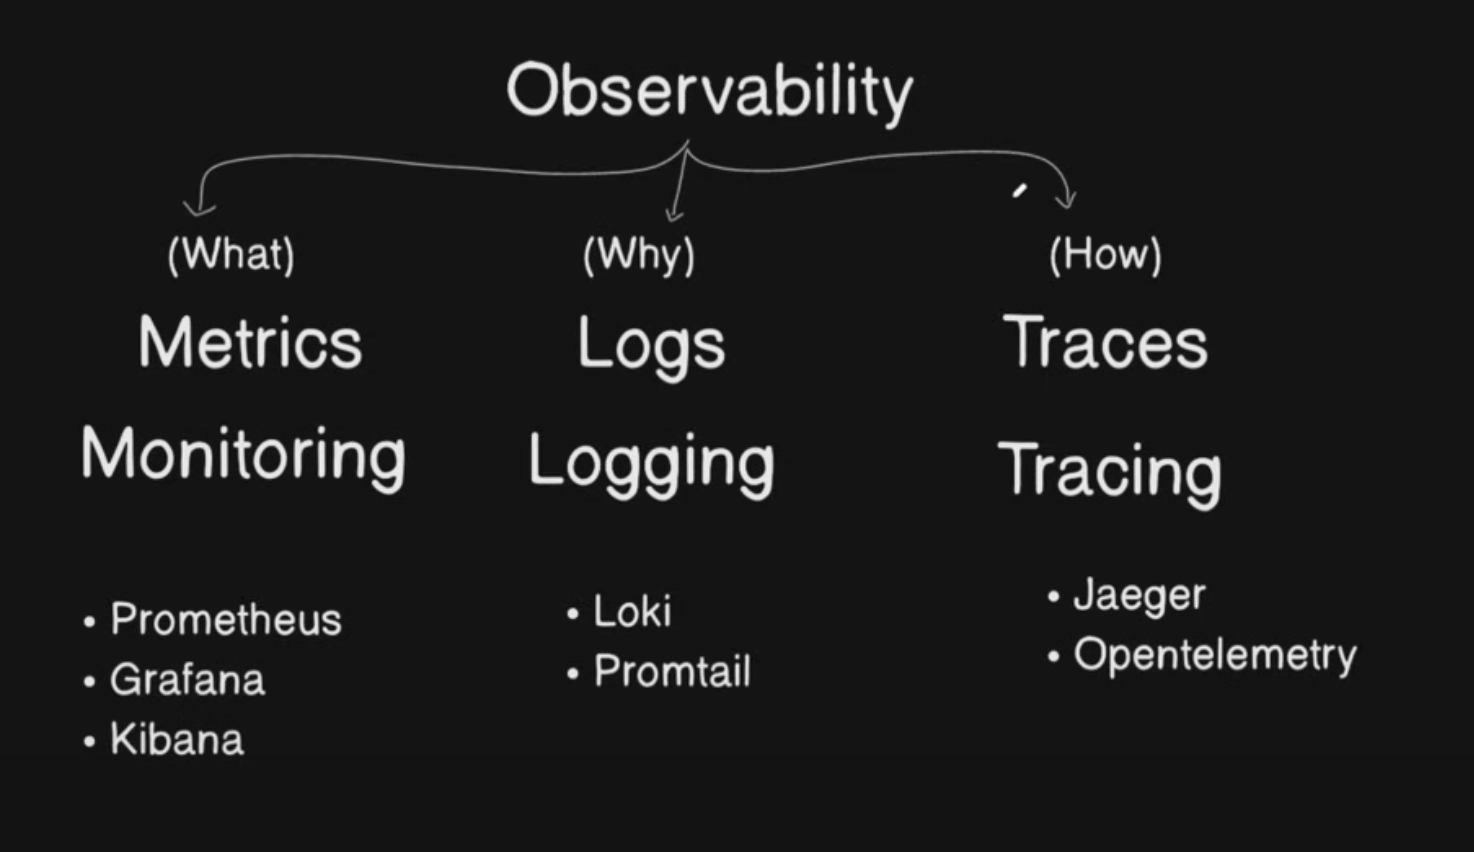 Observability
(What)
(Why)
(How)
Metrics
Logs
Traces
Monitoring
Logging
Tracing
• Prometheus
• Grafana
• Kibana
• Loki
• Promtail
• Jaeger
• Opentelemetry